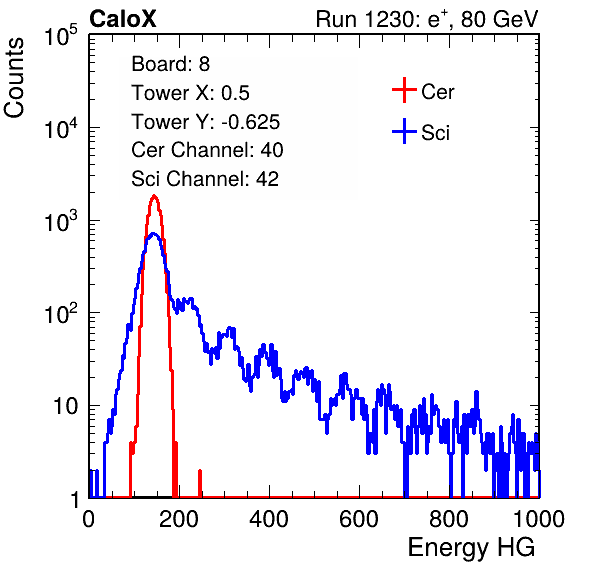 CaloX Run 1230: e⁺, 80 GeV
Counts
Board: 8
Tower X: 0.5
Tower Y: -0.625
Cer Channel: 40
Sci Channel: 42
Cer
Sci
10⁵
10⁴
10³
10²
10
1
0 200 400 600 800 1000
Energy HG